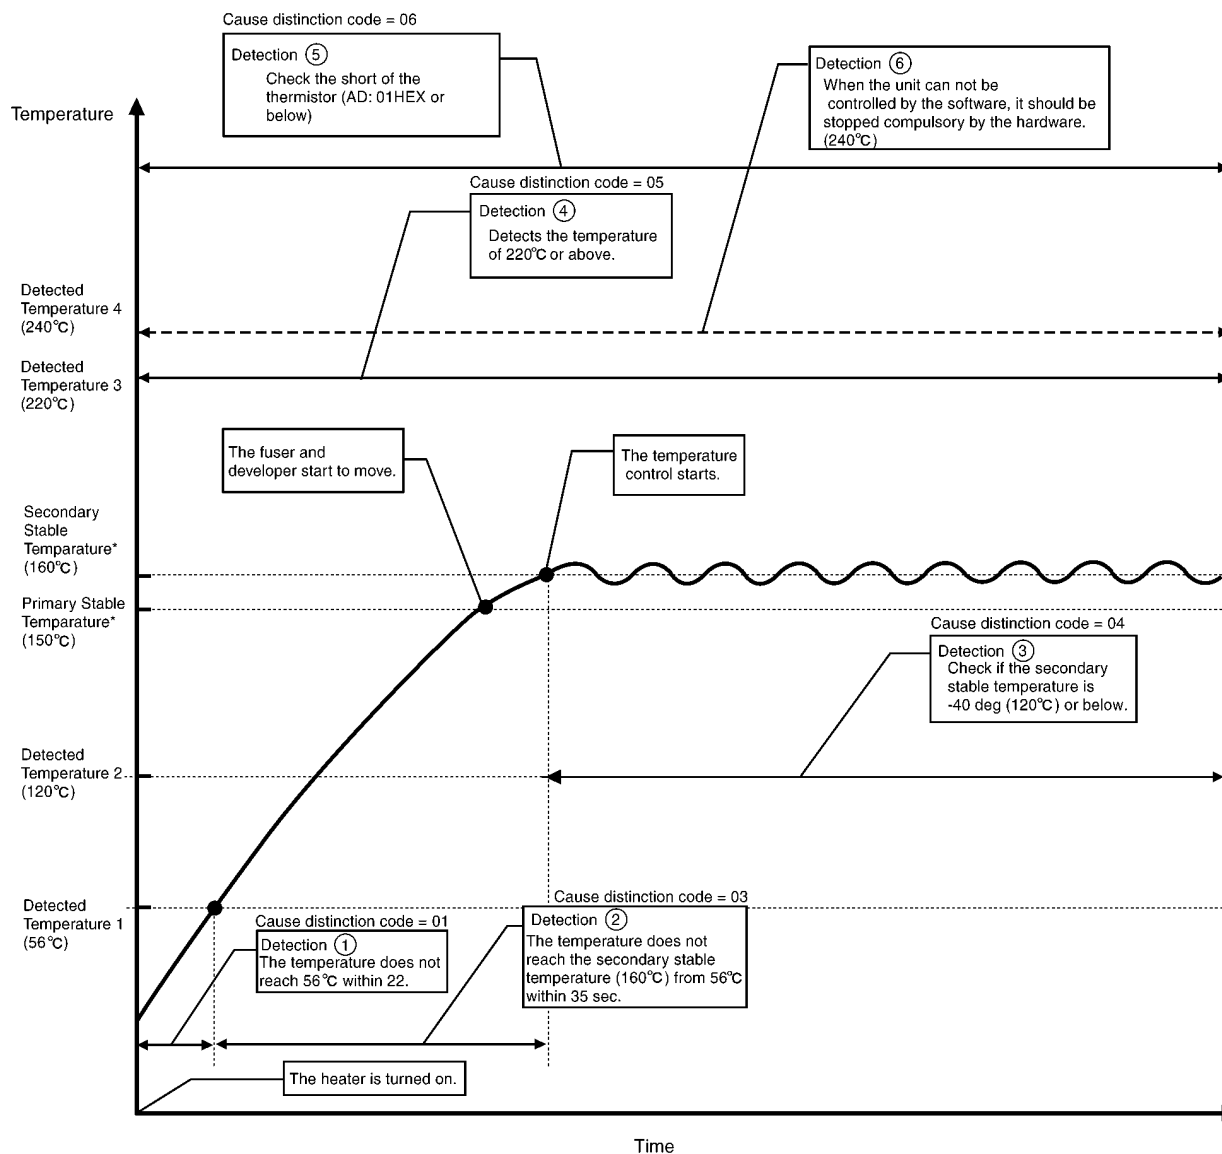 Cause distinction code = 06
Detection ⑤
Check the short of the
thermistor (AD: 01HEX or
below)
Detection ⑥
When the unit can not be
controlled by the software, it should be
stopped compulsory by the hardware.
(240℃)
Temperature
Cause distinction code = 05
Detection ④
Detects the temperature
of 220℃ or above.
Detected
Temperature 4
(240℃)
Detected
Temperature 3
(220℃)
The fuser and
developer start to move.
The temperature
control starts.
Secondary
Stable
Temparature*
(160℃)
Primary Stable
Temparature*
(150℃)
Cause distinction code = 04
Detection ③
Check if the secondary
stable temperature is
-40 deg (120℃) or below.
Detected
Temperature 2
(120℃)
Detected
Temperature 1
(56℃)
Cause distinction code = 01
Detection ①
The temperature does not
reach 56℃ within 22.
Cause distinction code = 03
Detection ②
The temperature does not
reach the secondary stable
temperature (160℃) from 56℃
within 35 sec.
The heater is turned on.
Time